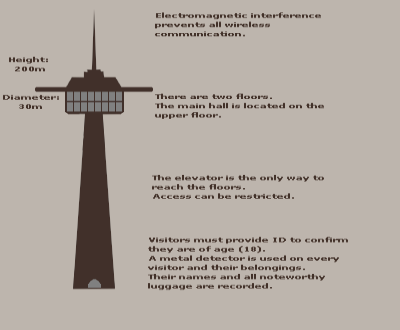 Electromagnetic interference
prevents all wireless
communication.
Height:
200m
Diameter:
30m
There are two floors.
The main hall is located on the
upper floor.
The elevator is the only way to
reach the floors.
Access can be restricted.
Visitors must provide ID to confirm
they are of age (18).
A metal detector is used on every
visitor and their belongings.
Their names and all noteworthy
luggage are recorded.